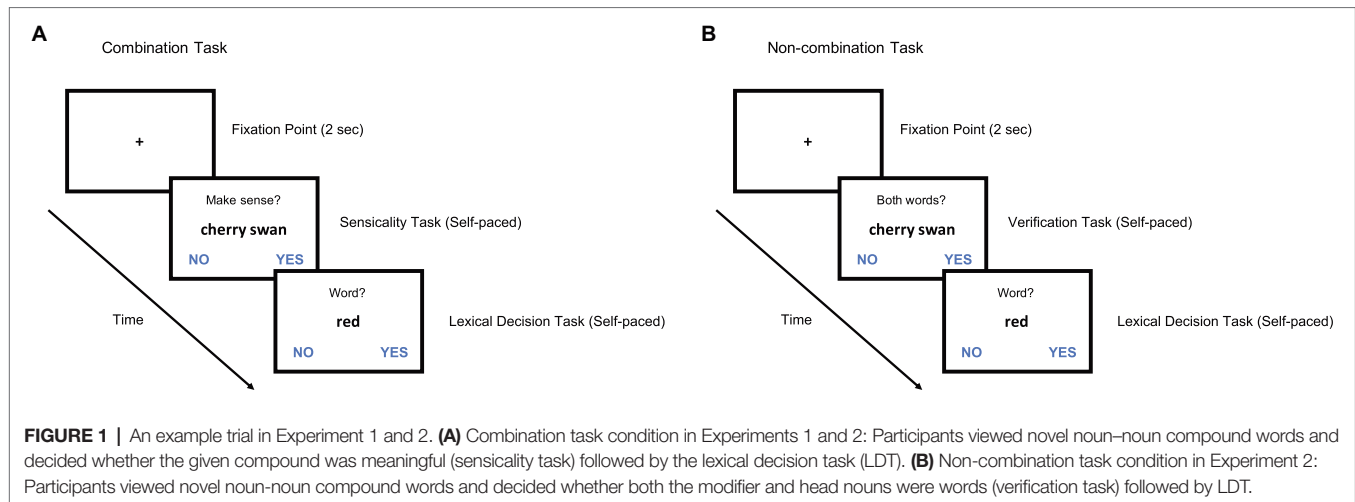 A
Combination Task
+
Fixation Point (2 sec)
Make sense?
cherry swan
NO YES
Sensicality Task (Self-paced)
Word?
red
NO YES
Lexical Decision Task (Self-paced)
Time
B
Non-combination Task
+
Fixation Point (2 sec)
Both words?
cherry swan
NO YES
Verification Task (Self-paced)
Word?
red
NO YES
Lexical Decision Task (Self-paced)
Time
FIGURE 1 | An example trial in Experiment 1 and 2. (A) Combination task condition in Experiments 1 and 2: Participants viewed novel noun–noun compound words and
decided whether the given compound was meaningful (sensicality task) followed by the lexical decision task (LDT). (B) Non-combination task condition in Experiment 2:
Participants viewed novel noun-noun compound words and decided whether both the modifier and head nouns were words (verification task) followed by LDT.